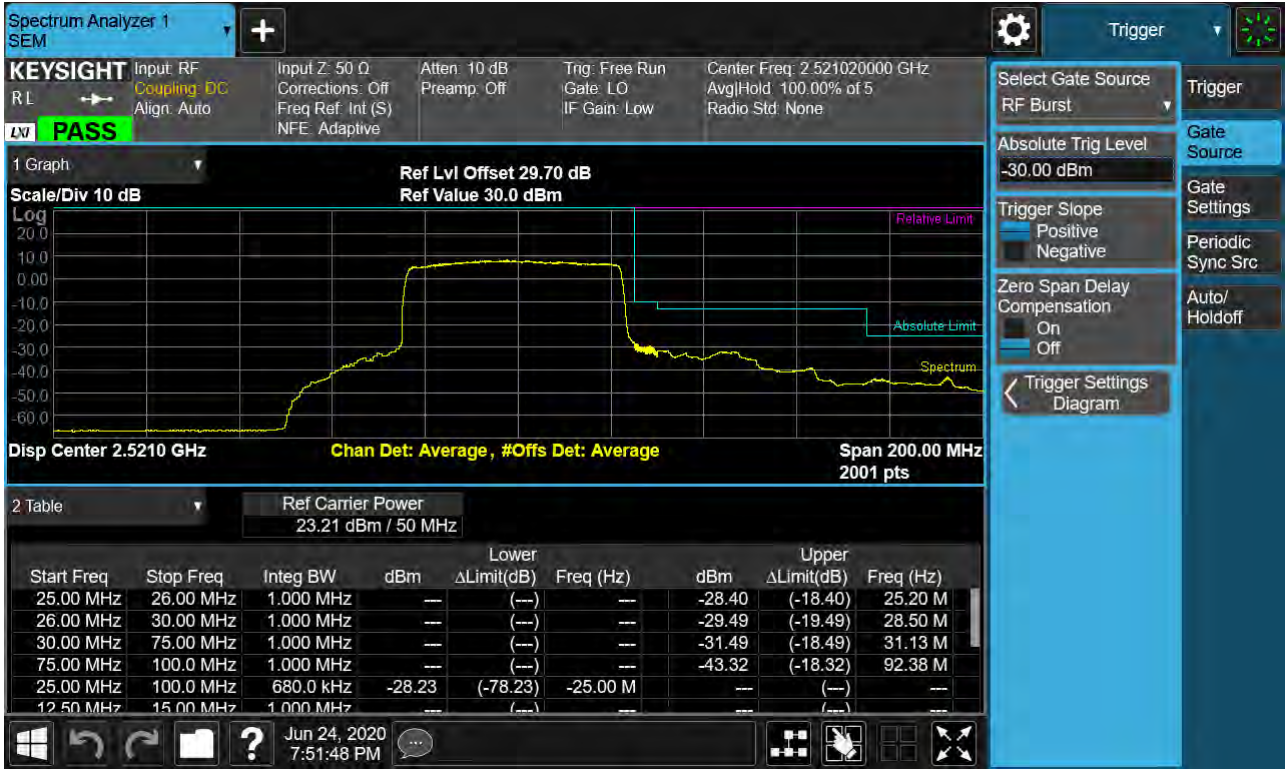 Spectrum Analyzer 1
SEM
Trigger
KEYSIGHT
R L
LXI
PASS
Input: RF
Coupling: DC
Align: Auto
Input Z: 50 Ω
Corrections: Off
Freq Ref: Int (S)
NFE: Adaptive
Atten: 10 dB
Preamp: Off
Trig: Free Run
Gate: LO
IF Gain: Low
Center Freq: 2.521020000 GHz
Avg|Hold: 100.00% of 5
Radio Std: None
1 Graph
Scale/Div 10 dB
Ref Lvl Offset 29.70 dB
Ref Value 30.0 dBm
Log
20.0
10.0
0.00
-10.0
-20.0
-30.0
-40.0
-50.0
-60.0
Relative Limit
Absolute Limit
Spectrum
Disp Center 2.5210 GHz
Chan Det: Average, #Offs Det: Average
Span 200.00 MHz
2001 pts
2 Table
Ref Carrier Power
23.21 dBm / 50 MHz
Lower Upper
Start Freq Stop Freq Integ BW dBm ΔLimit(dB) Freq (Hz) dBm ΔLimit(dB) Freq (Hz)
25.00 MHz 26.00 MHz 1.000 MHz --- (---) --- -28.40 (-18.40) 25.20 M
26.00 MHz 30.00 MHz 1.000 MHz --- (---) --- -29.49 (-19.49) 28.50 M
30.00 MHz 75.00 MHz 1.000 MHz --- (---) --- -31.49 (-18.49) 31.13 M
75.00 MHz 100.0 MHz 1.000 MHz --- (---) --- -43.32 (-18.32) 92.38 M
25.00 MHz 100.0 MHz 680.0 kHz -28.23 (-78.23) -25.00 M --- (---) ---
12.50 MHz 15.00 MHz 1.000 MHz --- (---) --- --- (---) ---
?
Jun 24, 2020
7:51:48 PM
Select Gate Source
RF Burst
Absolute Trig Level
-30.00 dBm
Trigger Slope
Positive
Negative
Zero Span Delay
Compensation
On
Off
Trigger Settings
Diagram
Trigger
Gate
Source
Gate
Settings
Periodic
Sync Src
Auto/
Holdoff